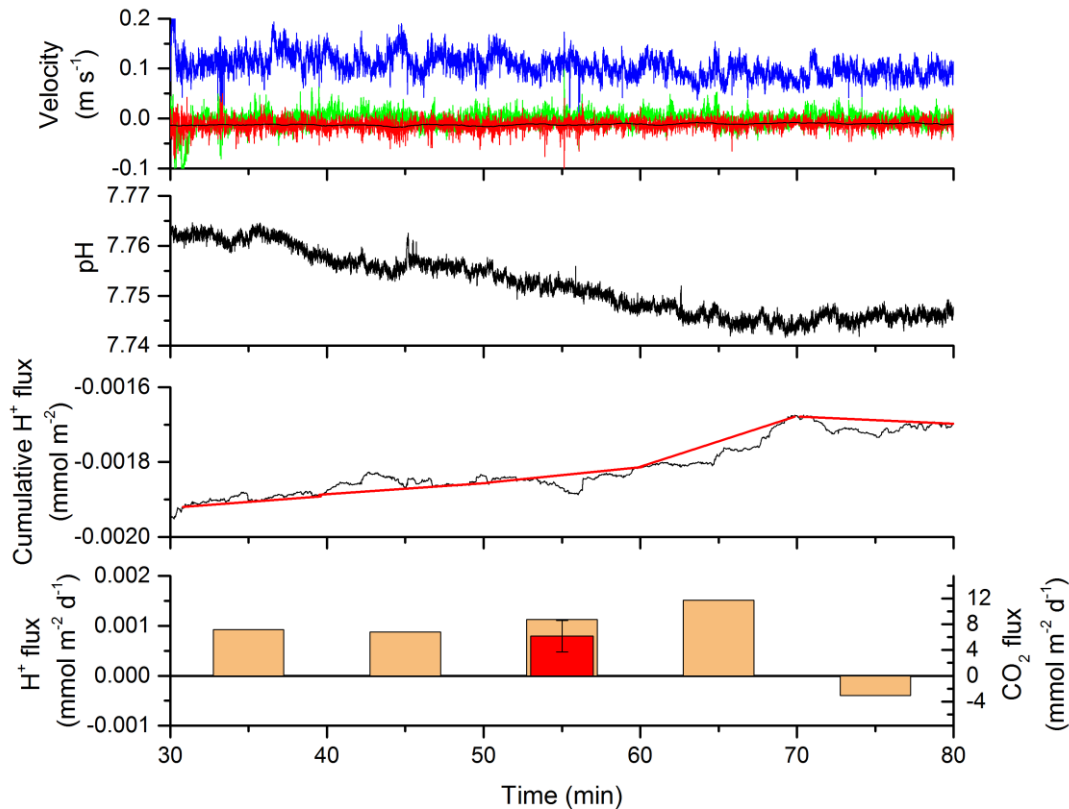 Velocity
(m s⁻¹)
0.2
0.1
0.0
-0.1
pH
7.77
7.76
7.75
7.74
Cumulative H⁺ flux
(mmol m⁻²)
-0.0016
-0.0018
-0.0020
H⁺ flux
(mmol m⁻² d⁻¹)
0.002
0.001
0.000
-0.001
12
8
4
0
-4
CO₂ flux
(mmol m⁻² d⁻¹)
30 40 50 60 70 80
Time (min)